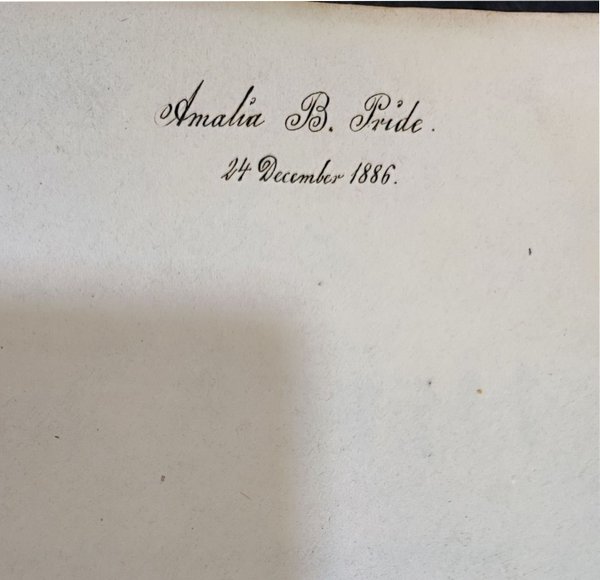 Amalia B. Pride.
24 December 1886.